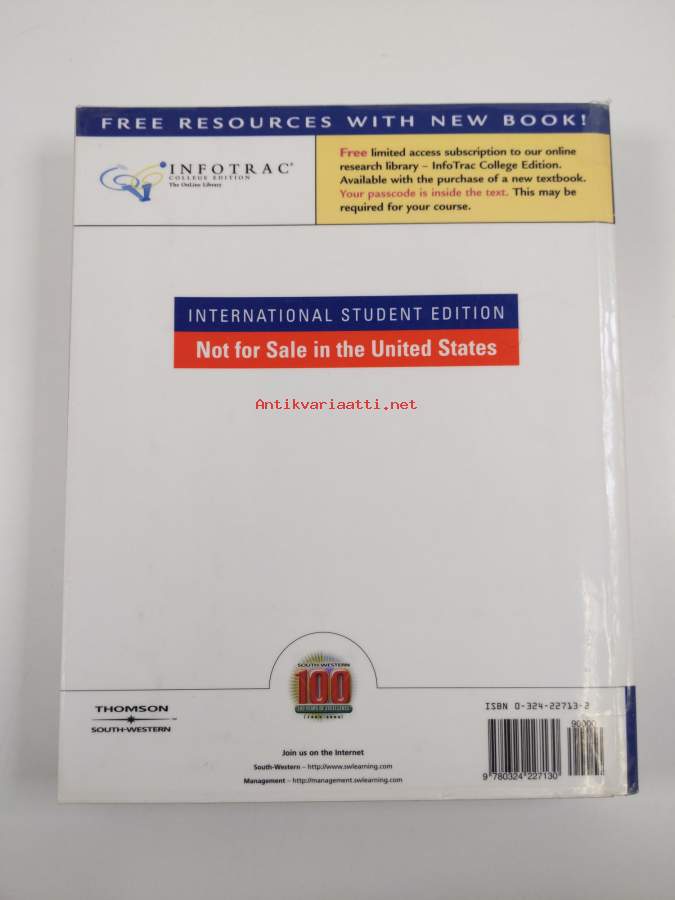 FREE RESOURCES WITH NEW BOOK!
INFOTRAC®
COLLEGE EDITION
The OnLine Library
Free limited access subscription to our online
research library – InfoTrac College Edition.
Available with the purchase of a new textbook.
Your passcode is inside the text. This may be
required for your course.
INTERNATIONAL STUDENT EDITION
Not for Sale in the United States
Antikvariaatti.net
SOUTH-WESTERN
100
THOMSON
™
SOUTH-WESTERN
Join us on the Internet
South-Western – http://www.swlearning.com
Management – http://management.swlearning.com
ISBN 0-324-22713-2
90000
9 780324 227130